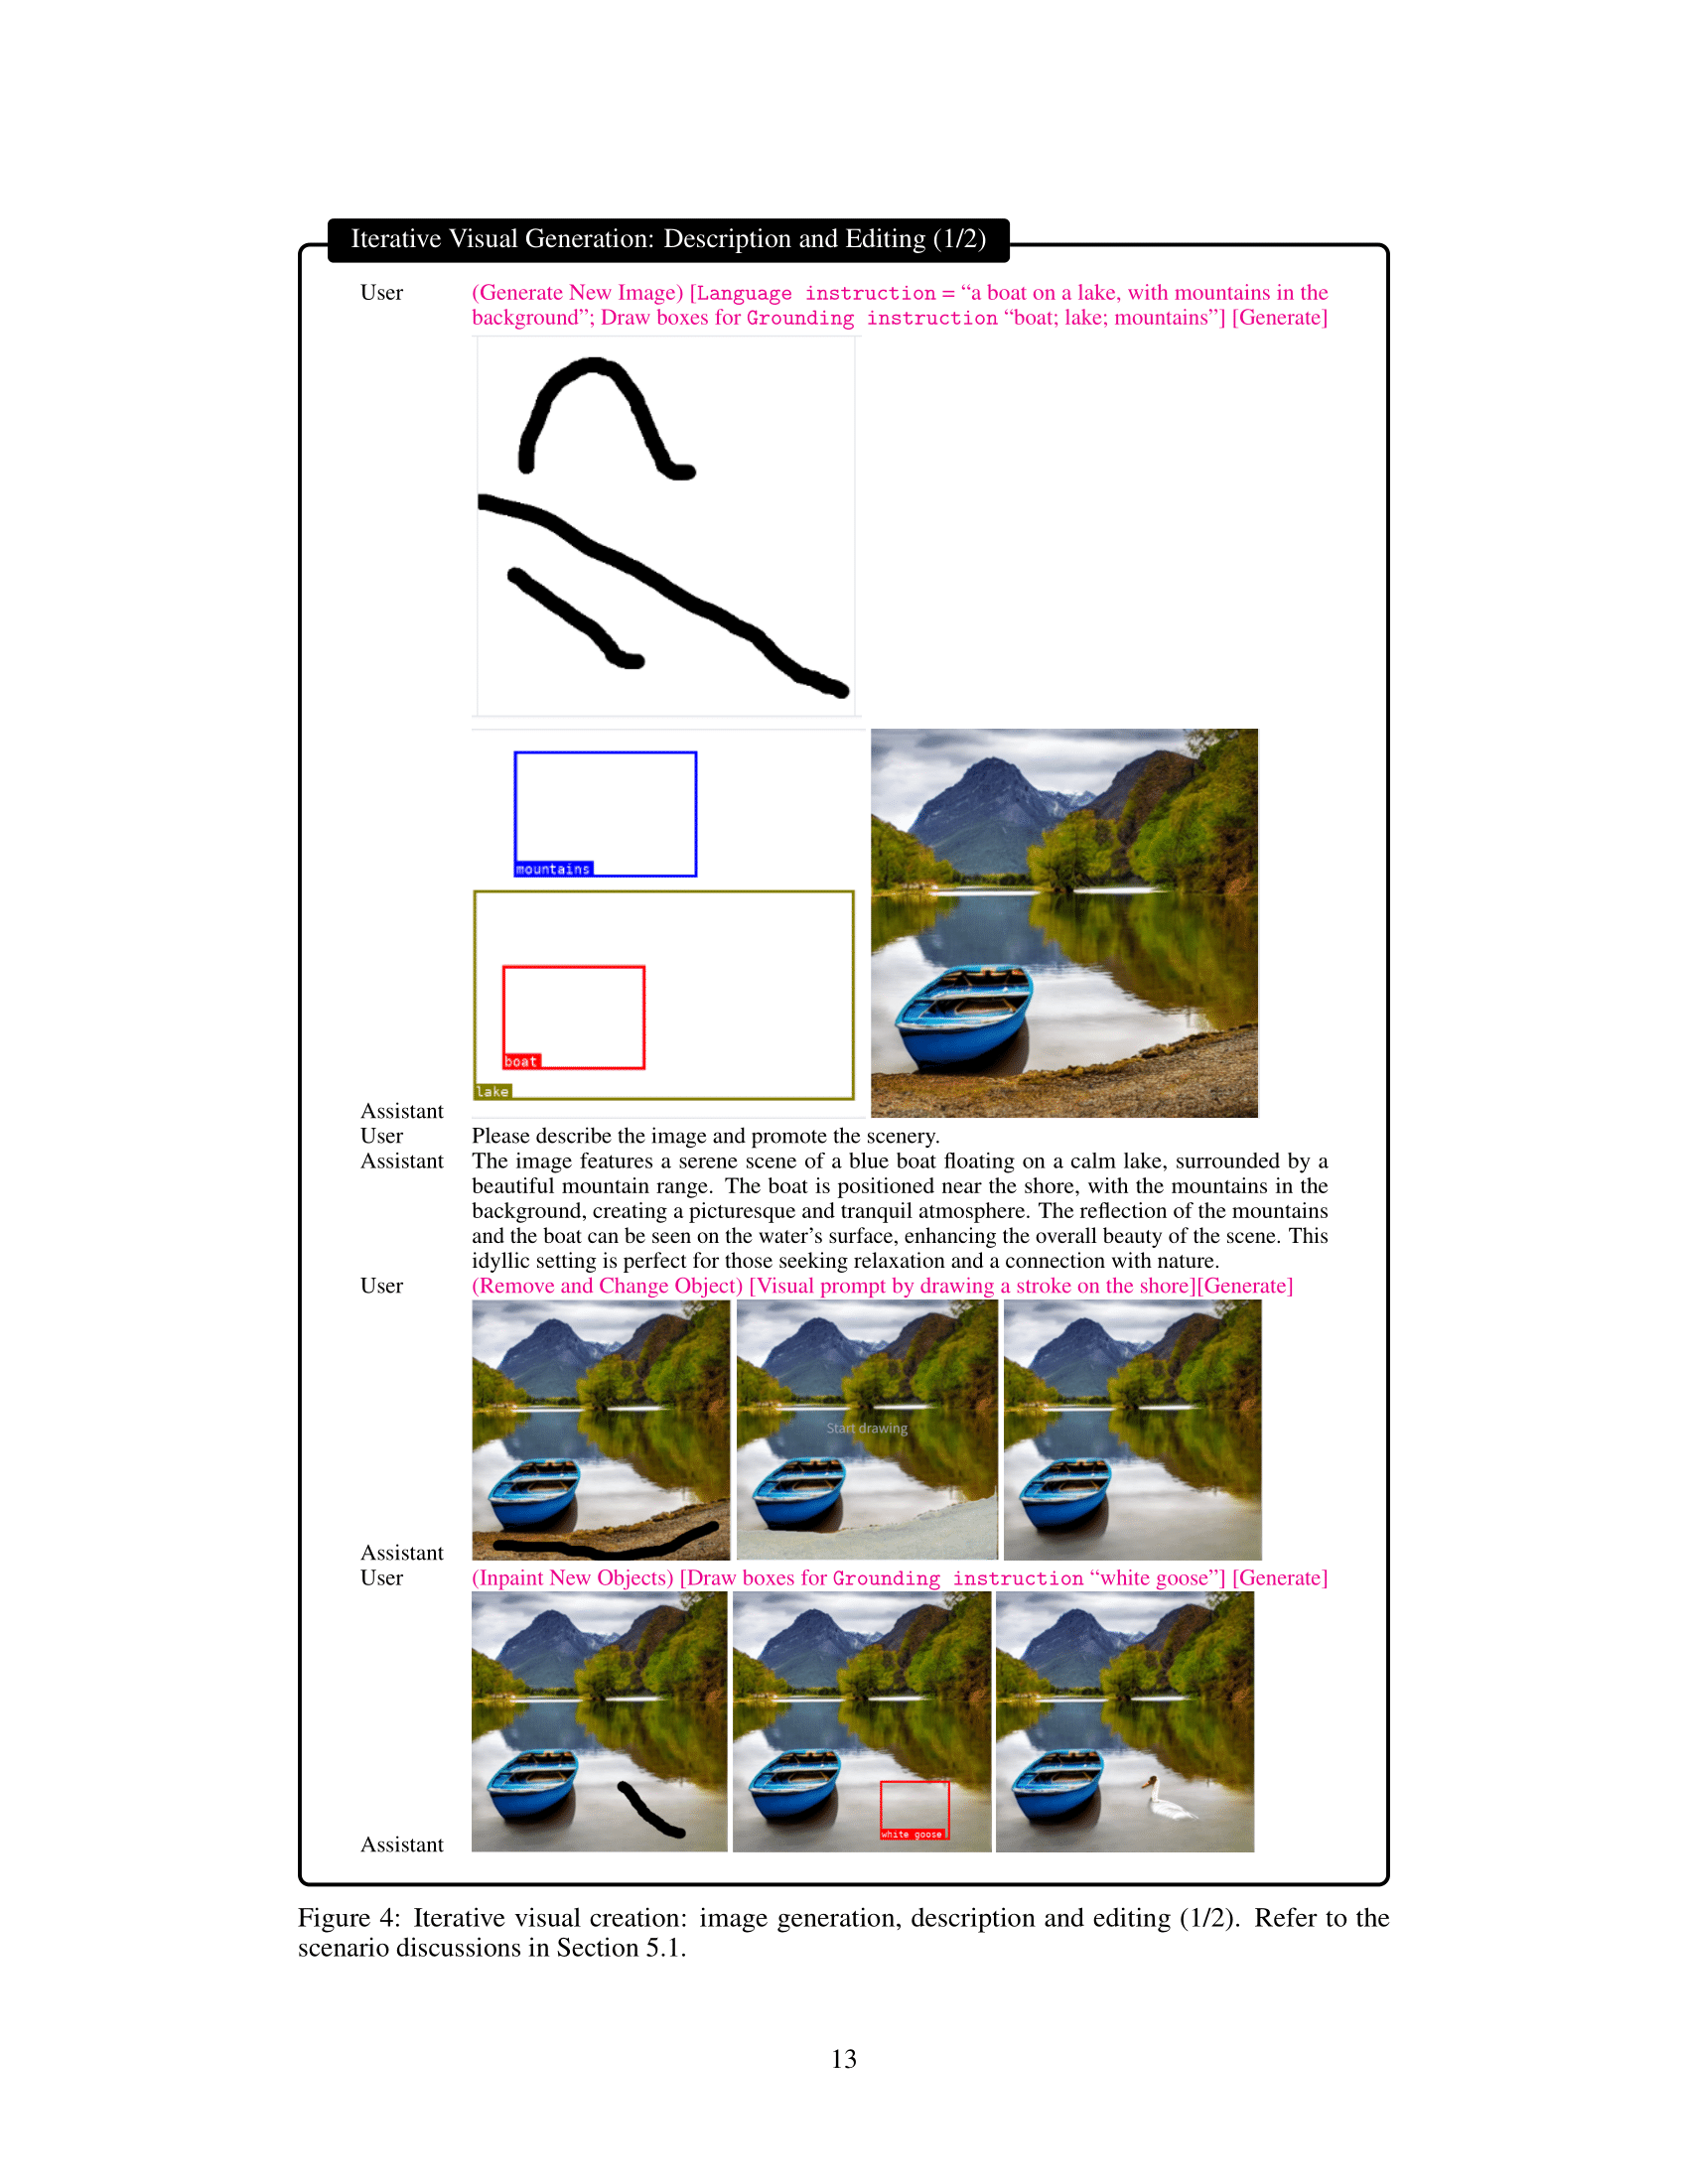 Iterative Visual Generation: Description and Editing (1/2)
User
(Generate New Image) [Language instruction = “a boat on a lake, with mountains in the
background”; Draw boxes for Grounding instruction “boat; lake; mountains”] [Generate]
mountains
boat
lake
Assistant
User Please describe the image and promote the scenery.
Assistant The image features a serene scene of a blue boat floating on a calm lake, surrounded by a
beautiful mountain range. The boat is positioned near the shore, with the mountains in the
background, creating a picturesque and tranquil atmosphere. The reflection of the mountains
and the boat can be seen on the water’s surface, enhancing the overall beauty of the scene. This
idyllic setting is perfect for those seeking relaxation and a connection with nature.
User (Remove and Change Object) [Visual prompt by drawing a stroke on the shore][Generate]
Start drawing
Assistant
User (Inpaint New Objects) [Draw boxes for Grounding instruction “white goose”] [Generate]
white goose
Assistant
Figure 4: Iterative visual creation: image generation, description and editing (1/2). Refer to the
scenario discussions in Section 5.1.
13